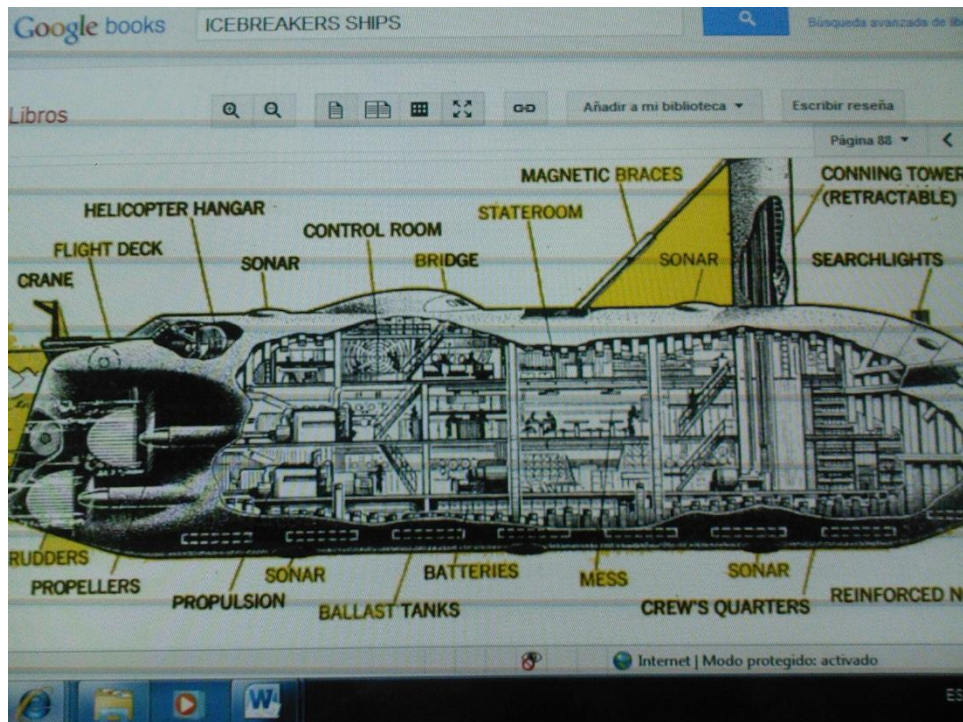 Google books
ICEBREAKERS SHIPS
Búsqueda avanzada de lib
Libros
Añadir a mi biblioteca
Escribir reseña
Página 88
MAGNETIC BRACES
CONNING TOWER
(RETRACTABLE)
HELICOPTER HANGAR
STATEROOM
CONTROL ROOM
FLIGHT DECK
SONAR
BRIDGE
SONAR
SEARCHLIGHTS
CRANE
RUDDERS
PROPELLERS
SONAR
BATTERIES
MESS
SONAR
PROPULSION
BALLAST TANKS
CREW'S QUARTERS
REINFORCED N
Internet | Modo protegido: activado
W
ES